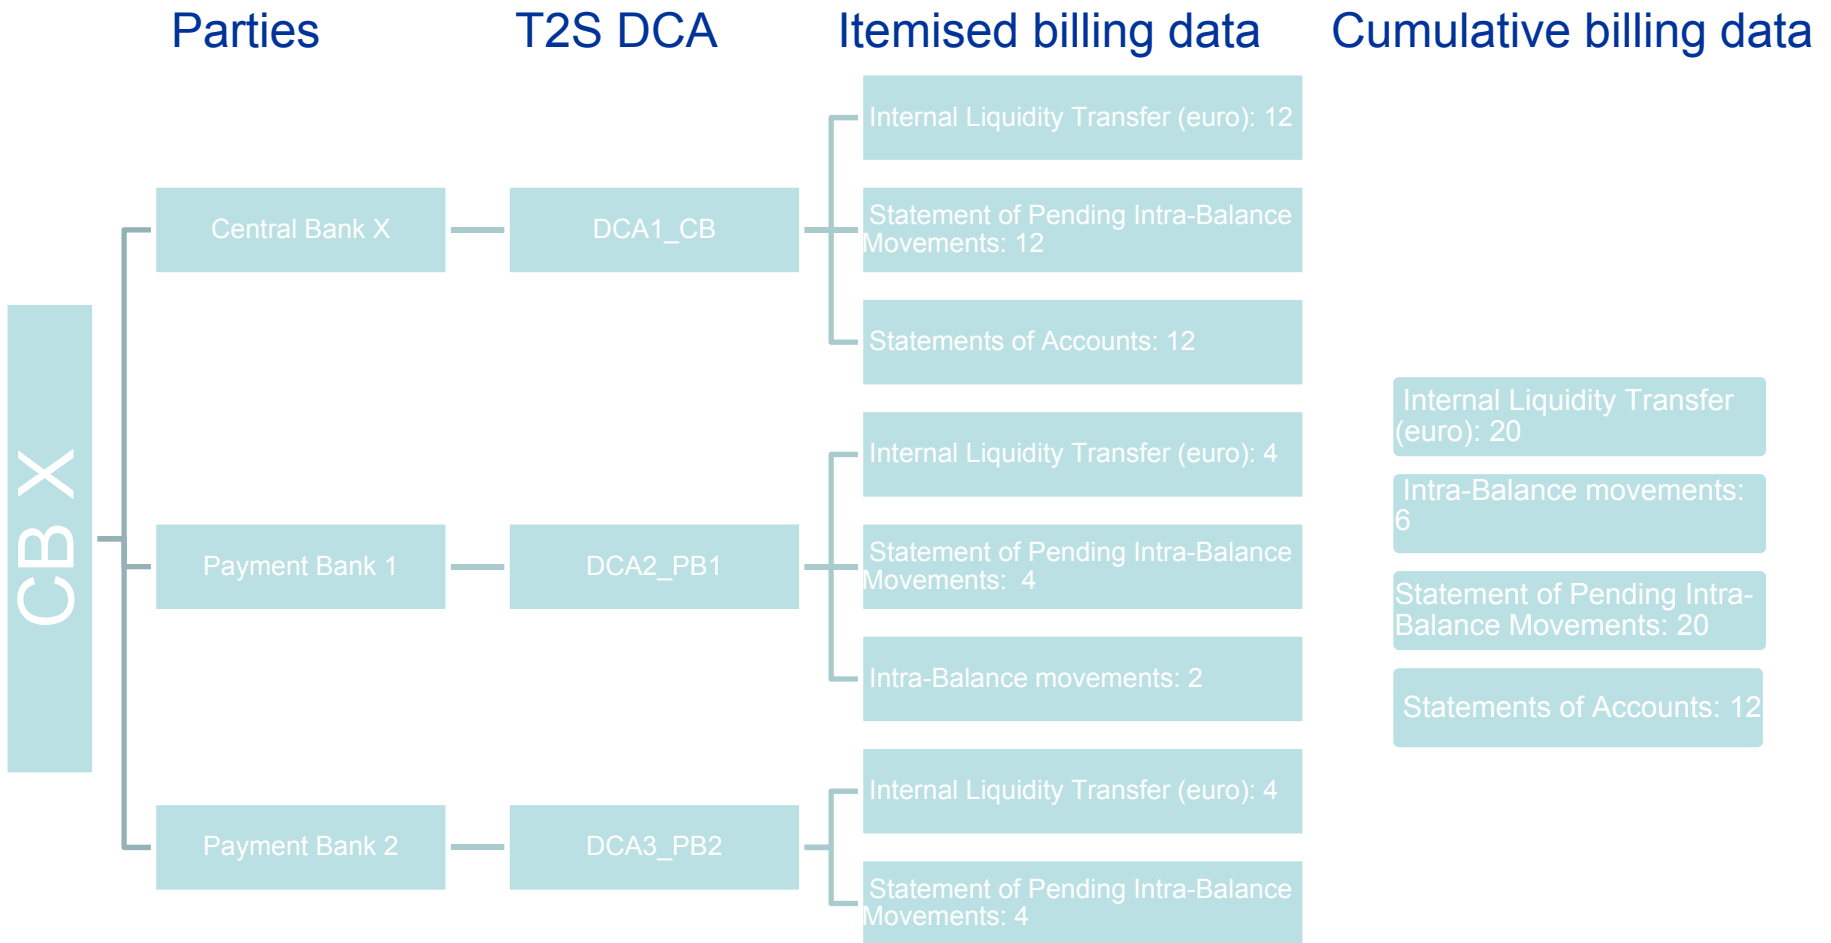 Parties
T2S DCA
Itemised billing data
Cumulative billing data
CB X
Central Bank X
DCA1_CB
Internal Liquidity Transfer (euro): 12
Statement of Pending Intra-Balance
Movements: 12
Statements of Accounts: 12
Payment Bank 1
DCA2_PB1
Internal Liquidity Transfer (euro): 4
Statement of Pending Intra-Balance
Movements:  4
Intra-Balance movements: 2
Payment Bank 2
DCA3_PB2
Internal Liquidity Transfer (euro): 4
Statement of Pending Intra-Balance
Movements: 4
Internal Liquidity Transfer
(euro): 20
Intra-Balance movements:
6
Statement of Pending Intra-
Balance Movements: 20
Statements of Accounts: 12